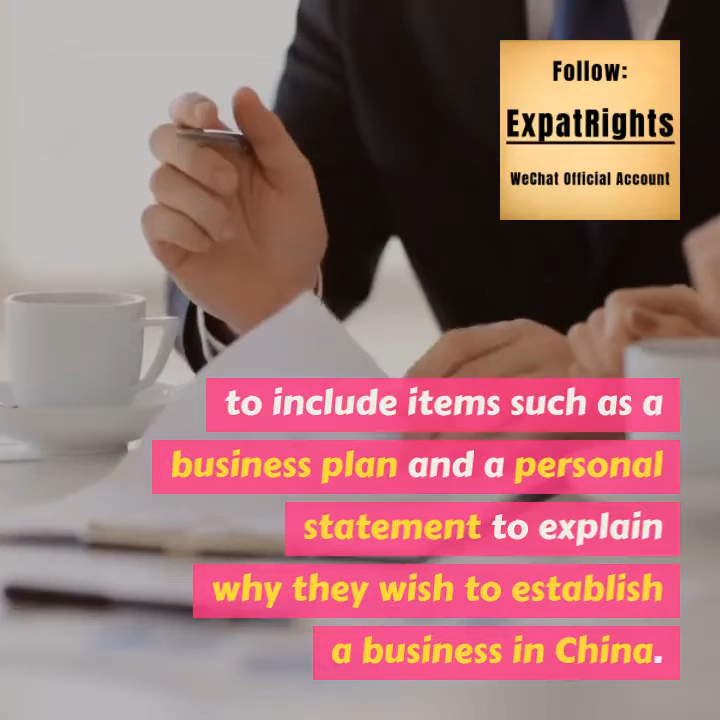 Follow:
ExpatRights
WeChat Official Account
to include items such as a
business plan and a personal
statement to explain
why they wish to establish
a business in China.